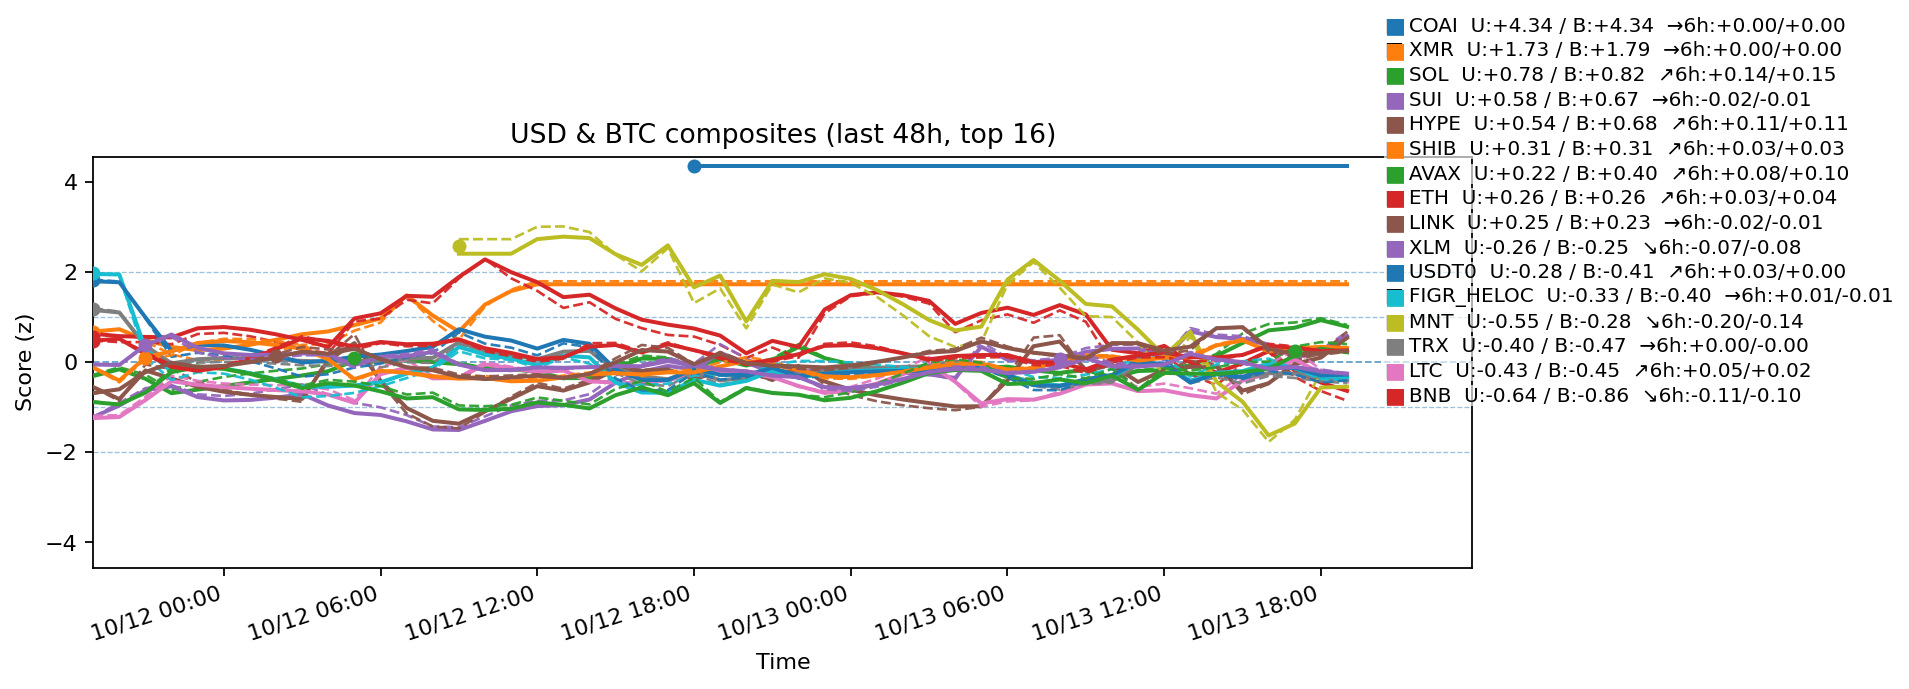 COAI  U:+4.34 / B:+4.34  →6h:+0.00/+0.00
XMR  U:+1.73 / B:+1.79  →6h:+0.00/+0.00
SOL  U:+0.78 / B:+0.82  ↗6h:+0.14/+0.15
SUI  U:+0.58 / B:+0.67  →6h:-0.02/-0.01
HYPE  U:+0.54 / B:+0.68  ↗6h:+0.11/+0.11
SHIB  U:+0.31 / B:+0.31  ↗6h:+0.03/+0.03
AVAX  U:+0.22 / B:+0.40  ↗6h:+0.08/+0.10
ETH  U:+0.26 / B:+0.26  ↗6h:+0.03/+0.04
LINK  U:+0.25 / B:+0.23  →6h:-0.02/-0.01
XLM  U:-0.26 / B:-0.25  ↘6h:-0.07/-0.08
USDT0  U:-0.28 / B:-0.41  ↗6h:+0.03/+0.00
FIGR_HELOC  U:-0.33 / B:-0.40  →6h:+0.01/-0.01
MNT  U:-0.55 / B:-0.28  ↘6h:-0.20/-0.14
TRX  U:-0.40 / B:-0.47  →6h:+0.00/-0.00
LTC  U:-0.43 / B:-0.45  ↗6h:+0.05/+0.02
BNB  U:-0.64 / B:-0.86  ↘6h:-0.11/-0.10
USD & BTC composites (last 48h, top 16)
Score (z)
4
2
0
−2
−4
10/12 00:00
10/12 06:00
10/12 12:00
10/12 18:00
10/13 00:00
10/13 06:00
10/13 12:00
10/13 18:00
Time